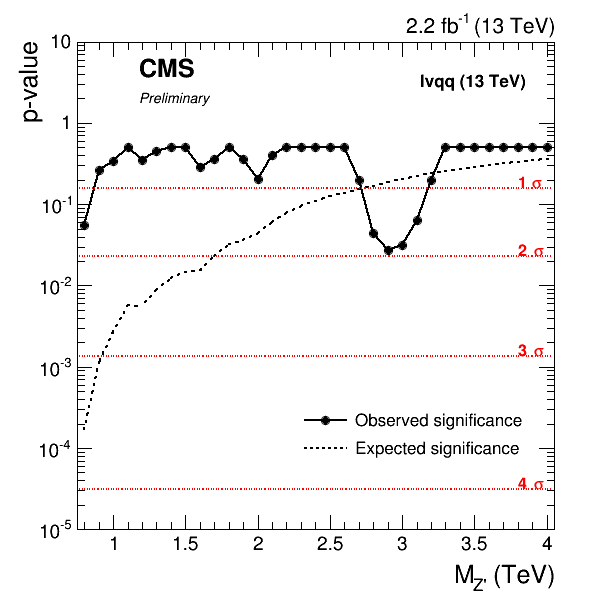 2.2 fb⁻¹ (13 TeV)
p-value
CMS
Preliminary
lvqq (13 TeV)
10
1
10⁻¹
10⁻²
10⁻³
10⁻⁴
10⁻⁵
1 σ
2 σ
3 σ
4 σ
Observed significance
Expected significance
1
1.5
2
2.5
3
3.5
4
M_Z' (TeV)